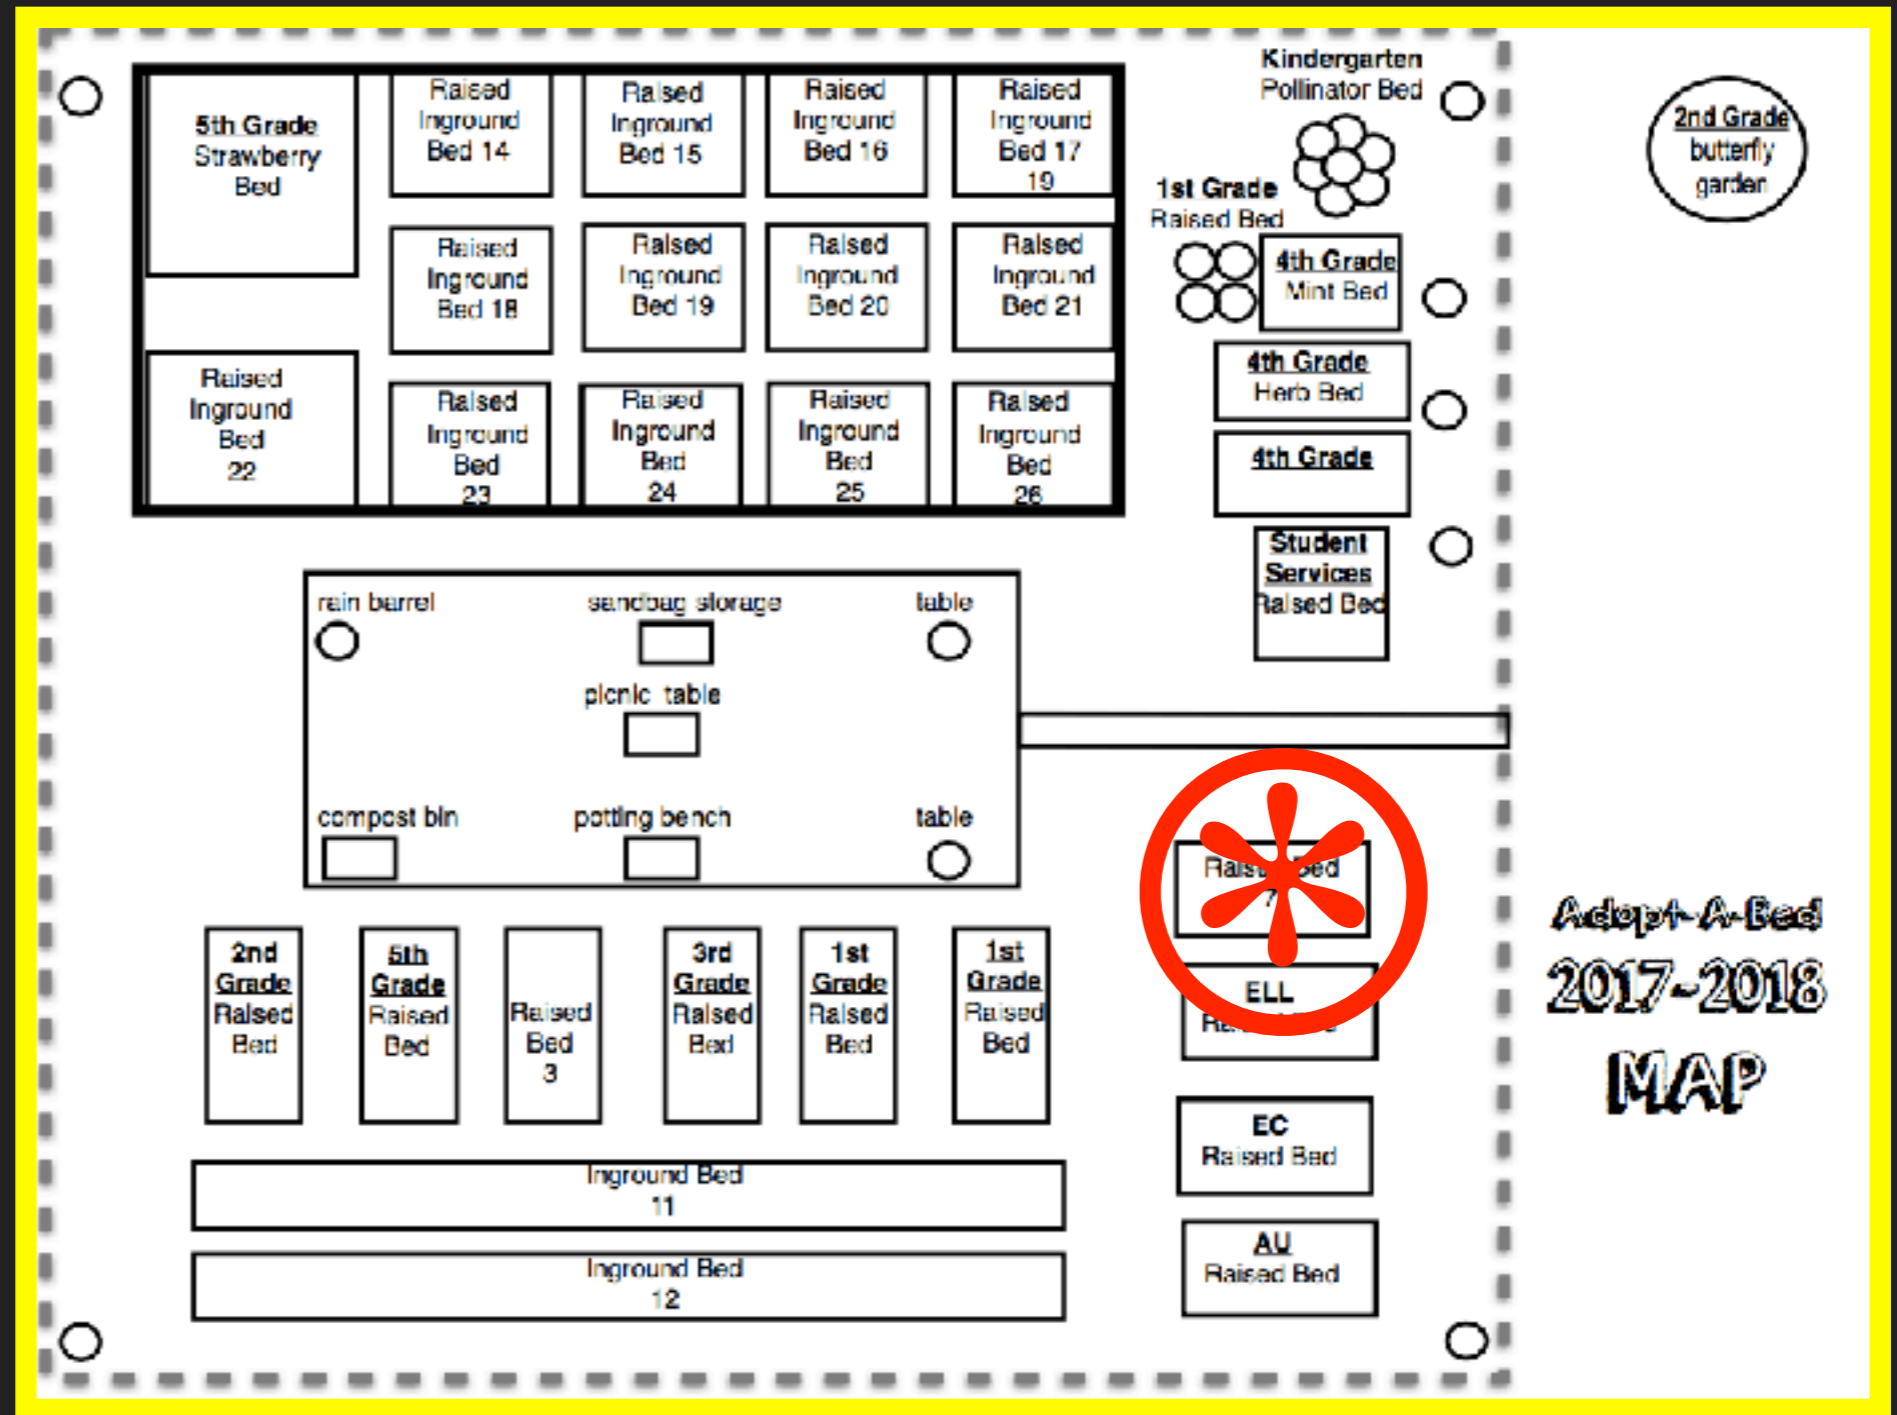 Kindergarten
Pollinator Bed
2nd Grade
butterfly
garden
5th Grade
Strawberry
Bed
Raised
Inground
Bed 14
Raised
Inground
Bed 15
Raised
Inground
Bed 16
Raised
Inground
Bed 17
19
1st Grade
Raised Bed
Raised
Inground
Bed 18
Raised
Inground
Bed 19
Raised
Inground
Bed 20
Raised
Inground
Bed 21
4th Grade
Mint Bed
4th Grade
Herb Bed
4th Grade
Raised
Inground
Bed
22
Raised
Inground
Bed
23
Raised
Inground
Bed
24
Raised
Inground
Bed
25
Raised
Inground
Bed
26
Student
Services
Raised Bed
rain barrel
sandbag storage
table
picnic table
compost bin
potting bench
table
Raised Bed
7
ELL
2nd
Grade
Raised
Bed
5th
Grade
Raised
Bed
Raised
Bed
3
3rd
Grade
Raised
Bed
1st
Grade
Raised
Bed
1st
Grade
Raised
Bed
EC
Raised Bed
AU
Raised Bed
Inground Bed
11
Inground Bed
12
Adopt-A-Bed
2017-2018
MAP